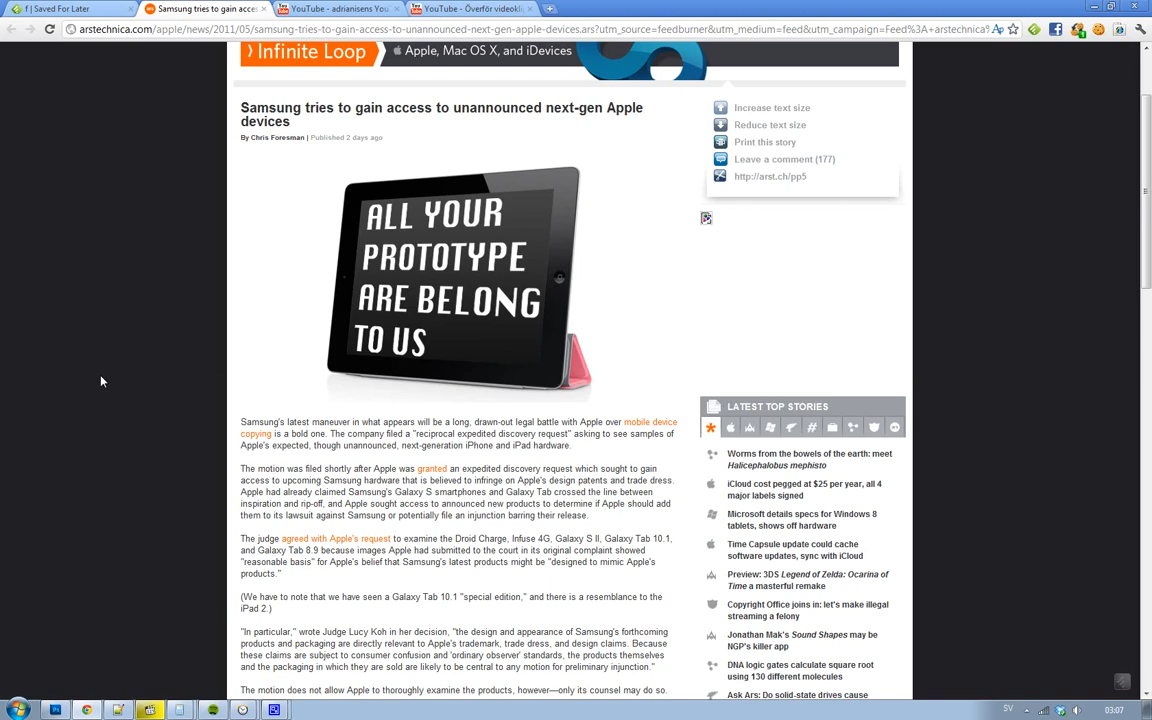 f | Saved For Later
Samsung tries to gain acce
YouTube - adrianisens You
YouTube - Överför videokli
arstechnica.com/apple/news/2011/05/samsung-tries-to-gain-access-to-unannounced-next-gen-apple-devices.ars?utm_source=feedburner&utm_medium=feed&utm_campaign=Feed%3A+arstechnica%
Infinite Loop
Apple, Mac OS X, and iDevices
Samsung tries to gain access to unannounced next-gen Apple
devices
By Chris Foresman | Published 2 days ago
ALL YOUR
PROTOTYPE
ARE BELONG
TO US
Samsung's latest maneuver in what appears will be a long, drawn-out legal battle with Apple over mobile device
copying is a bold one. The company filed a "reciprocal expedited discovery request" asking to see samples of
Apple's expected, though unannounced, next-generation iPhone and iPad hardware.
The motion was filed shortly after Apple was granted an expedited discovery request which sought to gain
access to upcoming Samsung hardware that is believed to infringe on Apple's design patents and trade dress.
Apple had already claimed Samsung's Galaxy S smartphones and Galaxy Tab crossed the line between
inspiration and rip-off, and Apple sought access to announced new products to determine if Apple should add
them to its lawsuit against Samsung or potentially file an injunction barring their release.
The judge agreed with Apple's request to examine the Droid Charge, Infuse 4G, Galaxy S II, Galaxy Tab 10.1,
and Galaxy Tab 8.9 because images Apple had submitted to the court in its original complaint showed
"reasonable basis" for Apple's belief that Samsung's latest products might be "designed to mimic Apple's
products."
(We have to note that we have seen a Galaxy Tab 10.1 "special edition," and there is a resemblance to the
iPad 2.)
"In particular," wrote Judge Lucy Koh in her decision, "the design and appearance of Samsung's forthcoming
products and packaging are directly relevant to Apple's trademark, trade dress, and design claims. Because
these claims are subject to consumer confusion and 'ordinary observer' standards, the products themselves
and the packaging in which they are sold are likely to be central to any motion for preliminary injunction."
The motion does not allow Apple to thoroughly examine the products, however—only its counsel may do so.
Increase text size
Reduce text size
Print this story
Leave a comment (177)
http://arst.ch/pp5
LATEST TOP STORIES
Worms from the bowels of the earth: meet
Halicephalobus mephisto
iCloud cost pegged at $25 per year, all 4
major labels signed
Microsoft details specs for Windows 8
tablets, shows off hardware
Time Capsule update could cache
software updates, sync with iCloud
Preview: 3DS Legend of Zelda: Ocarina of
Time a masterful remake
Copyright Office joins in: let's make illegal
streaming a felony
Jonathan Mak's Sound Shapes may be
NGP's killer app
DNA logic gates calculate square root
using 130 different molecules
Ask Ars: Do solid-state drives cause
SV
03:07